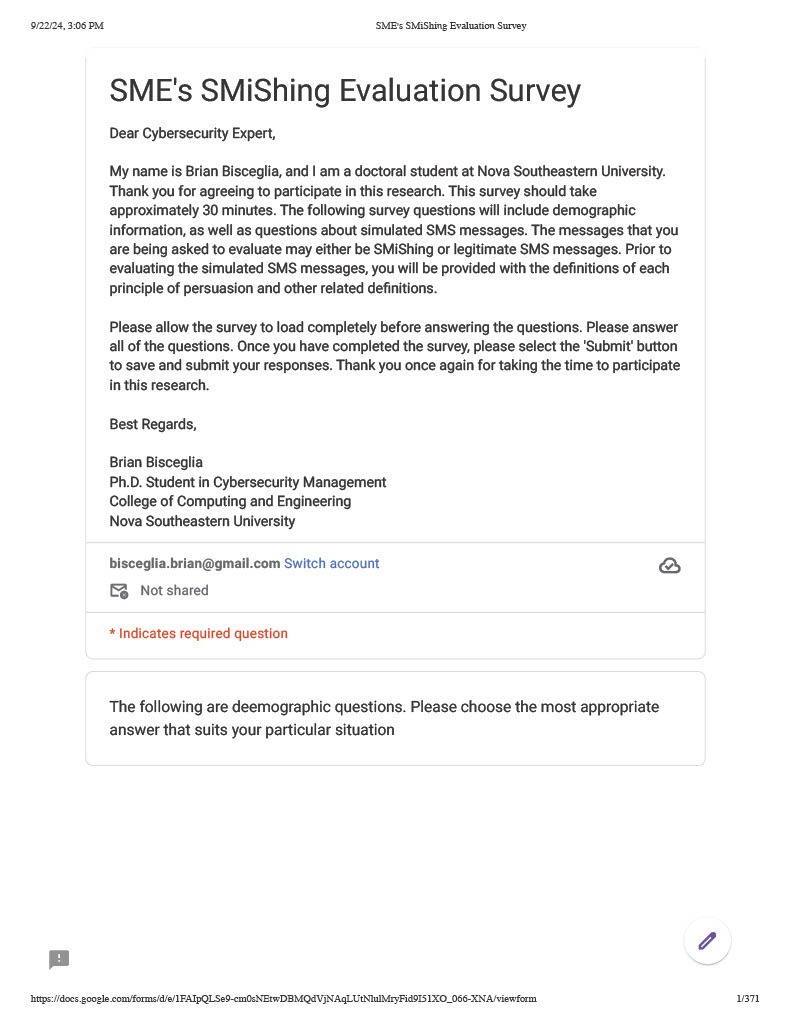 9/22/24, 3:06 PM
SME's SMiShing Evaluation Survey
SME's SMiShing Evaluation Survey
Dear Cybersecurity Expert,
My name is Brian Bisceglia, and I am a doctoral student at Nova Southeastern University.
Thank you for agreeing to participate in this research. This survey should take
approximately 30 minutes. The following survey questions will include demographic
information, as well as questions about simulated SMS messages. The messages that you
are being asked to evaluate may either be SMiShing or legitimate SMS messages. Prior to
evaluating the simulated SMS messages, you will be provided with the definitions of each
principle of persuasion and other related definitions.
Please allow the survey to load completely before answering the questions. Please answer
all of the questions. Once you have completed the survey, please select the 'Submit' button
to save and submit your responses. Thank you once again for taking the time to participate
in this research.
Best Regards,
Brian Bisceglia
Ph.D. Student in Cybersecurity Management
College of Computing and Engineering
Nova Southeastern University
bisceglia.brian@gmail.com Switch account
Not shared
* Indicates required question
The following are deemographic questions. Please choose the most appropriate
answer that suits your particular situation
https://docs.google.com/forms/d/e/1FAIpQLSe9-cm0sNEtwDBMQdVjNAqLUtNlulMryFid9I51XO_066-XNA/viewform
1/371